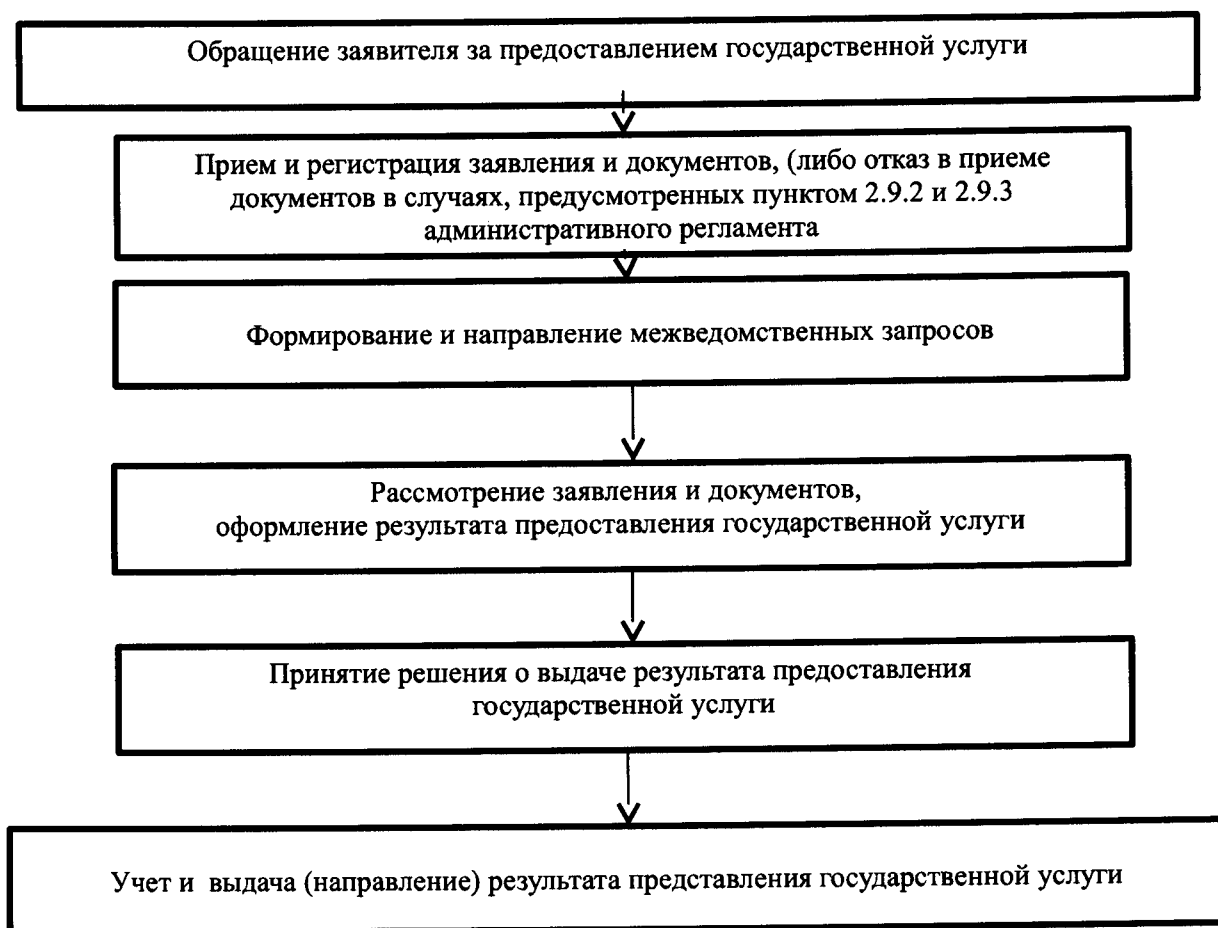 Обращение заявителя за предоставлением государственной услуги
Прием и регистрация заявления и документов, (либо отказ в приеме
документов в случаях, предусмотренных пунктом 2.9.2 и 2.9.3
административного регламента
Формирование и направление межведомственных запросов
Рассмотрение заявления и документов,
оформление результата предоставления государственной услуги
Принятие решения о выдаче результата предоставления
государственной услуги
Учет и  выдача (направление) результата представления государственной услуги